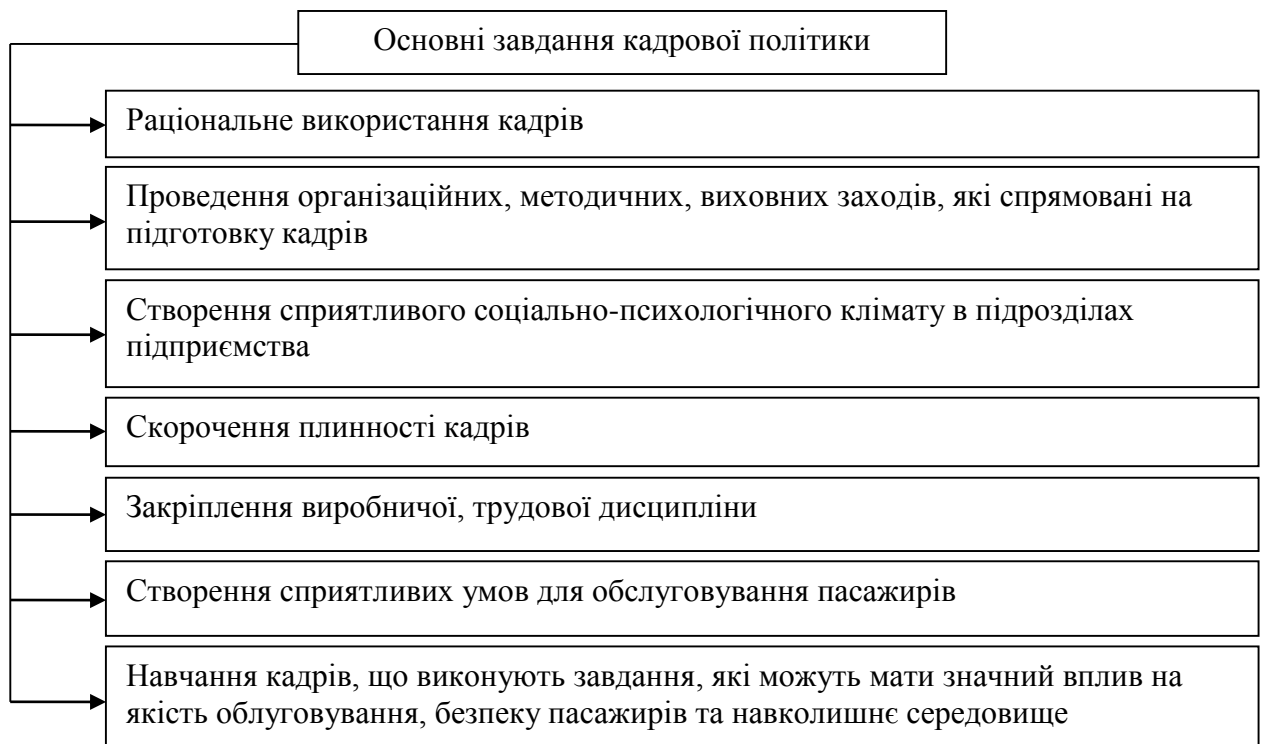 Основні завдання кадрової політики
Раціональне використання кадрів
Проведення організаційних, методичних, виховних заходів, які спрямовані на
підготовку кадрів
Створення сприятливого соціально-психологічного клімату в підрозділах
підприємства
Скорочення плинності кадрів
Закріплення виробничої, трудової дисципліни
Створення сприятливих умов для обслуговування пасажирів
Навчання кадрів, що виконують завдання, які можуть мати значний вплив на
якість облуговування, безпеку пасажирів та навколишнє середовище